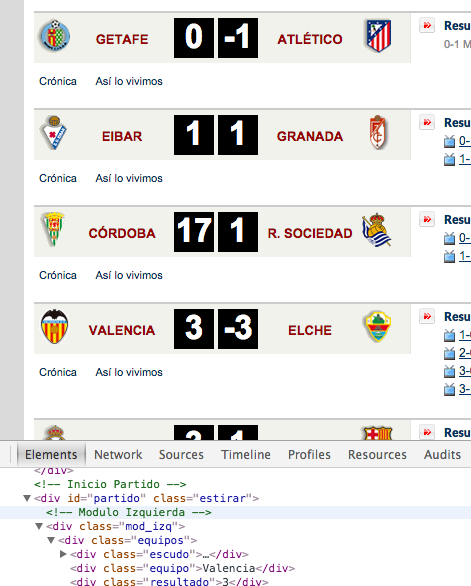 GETAFE 0 -1 ATLÉTICO
Resu
0-1 M
Crónica Así lo vivimos
EIBAR 1 1 GRANADA
Resu
0-
1-
Crónica Así lo vivimos
CÓRDOBA 17 1 R. SOCIEDAD
Resu
0-
1-
Crónica Así lo vivimos
VALENCIA 3 -3 ELCHE
Resu
1-
2-
3-
3-
Crónica Así lo vivimos
Resu
Elements Network Sources Timeline Profiles Resources Audits
</div>
<!-- Inicio Partido -->
▼<div id="partido" class="estirar">
<!-- Modulo Izquierda -->
▼<div class="mod_izq">
▼<div class="equipos">
▶<div class="escudo">…</div>
<div class="equipo">Valencia</div>
<div class="resultado">3</div>